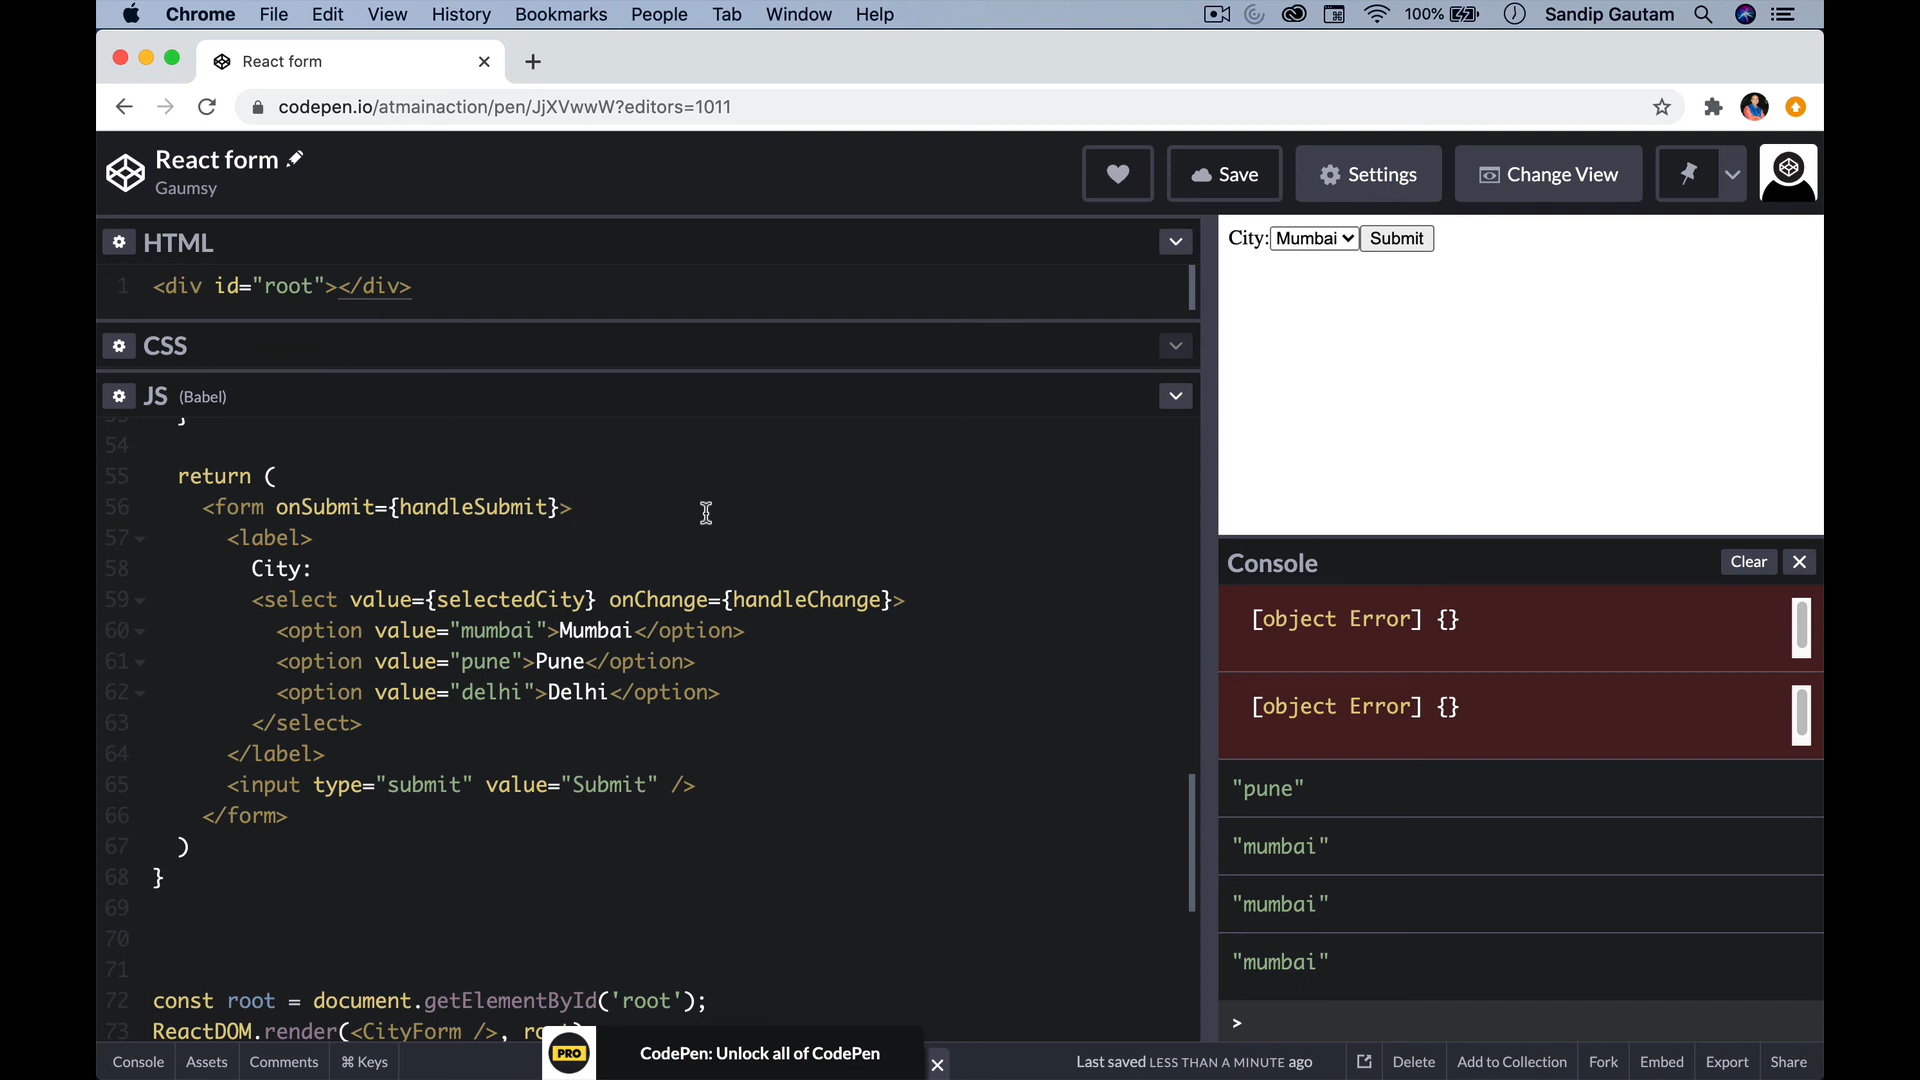 Chrome File Edit View History Bookmarks People Tab Window Help 100% Sandip Gautam
React form
codepen.io/atmainaction/pen/JjXVwwW?editors=1011
React form
Gaumsy
Save Settings Change View
HTML
1 <div id="root"></div>
CSS
JS (Babel)
53 }
54
55 return (
56 <form onSubmit={handleSubmit}>
57 <label>
58 City:
59 <select value={selectedCity} onChange={handleChange}>
60 <option value="mumbai">Mumbai</option>
61 <option value="pune">Pune</option>
62 <option value="delhi">Delhi</option>
63 </select>
64 </label>
65 <input type="submit" value="Submit" />
66 </form>
67 )
68 }
69
70
71
72 const root = document.getElementById('root');
73 ReactDOM.render(<CityForm />, ro
City: Mumbai Submit
Console Clear
[object Error] {}
[object Error] {}
"pune"
"mumbai"
"mumbai"
"mumbai"
>
Console Assets Comments ⌘ Keys
PRO CodePen: Unlock all of CodePen
Last saved LESS THAN A MINUTE ago Delete Add to Collection Fork Embed Export Share